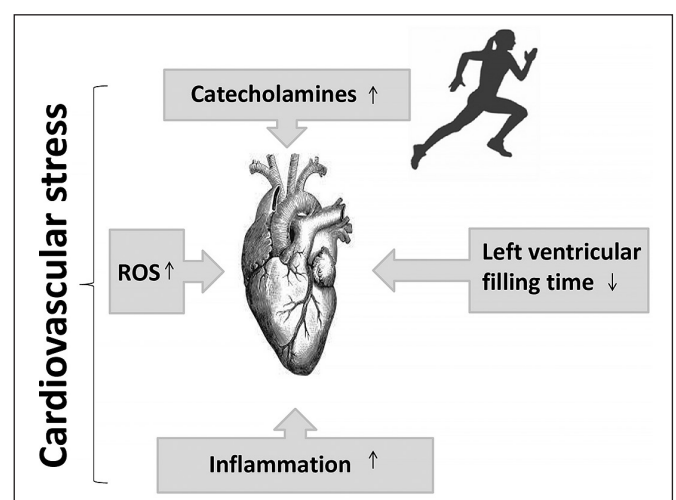 Cardiovascular stress
Catecholamines ↑
ROS↑
Left ventricular
filling time ↓
Inflammation ↑